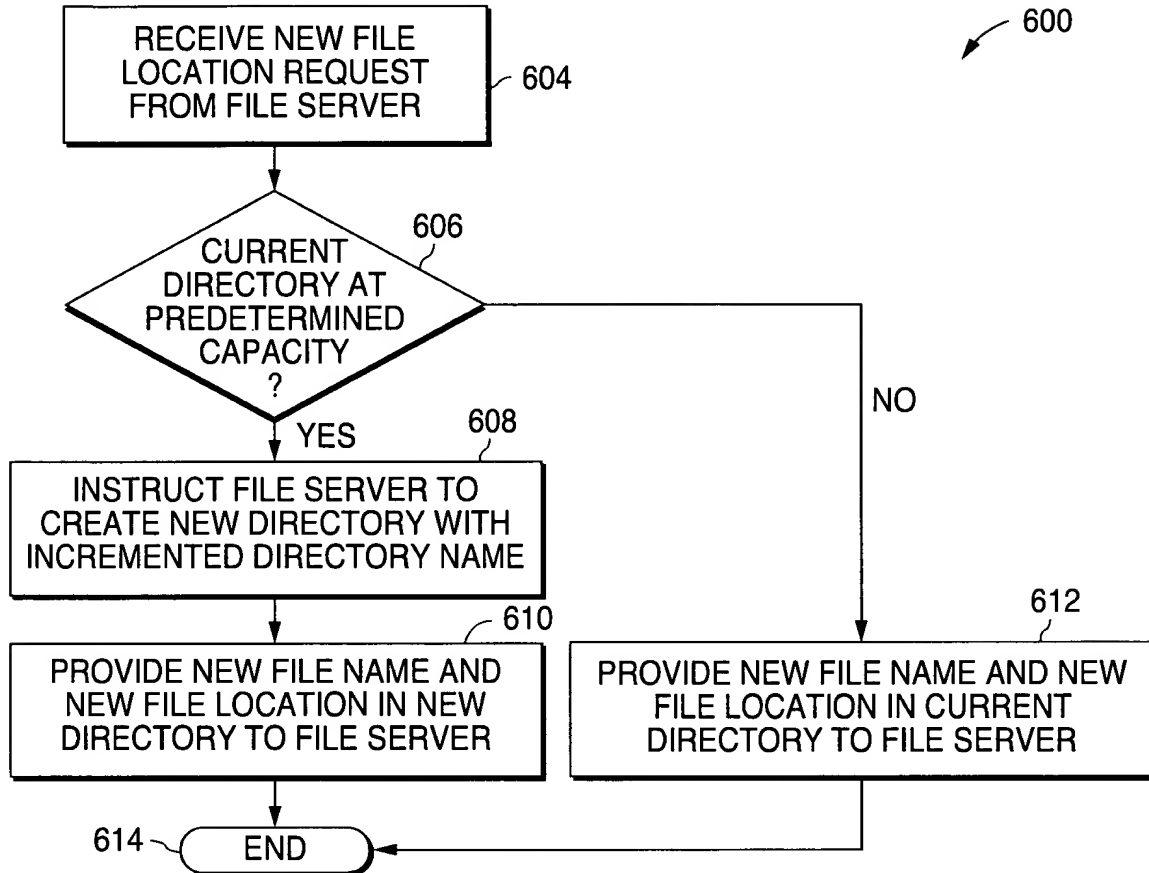 RECEIVE NEW FILE
LOCATION REQUEST
FROM FILE SERVER
604
600
CURRENT
DIRECTORY AT
PREDETERMINED
CAPACITY
?
606
NO
YES
608
INSTRUCT FILE SERVER TO
CREATE NEW DIRECTORY WITH
INCREMENTED DIRECTORY NAME
610
PROVIDE NEW FILE NAME AND
NEW FILE LOCATION IN NEW
DIRECTORY TO FILE SERVER
612
PROVIDE NEW FILE NAME AND NEW
FILE LOCATION IN CURRENT
DIRECTORY TO FILE SERVER
614
END